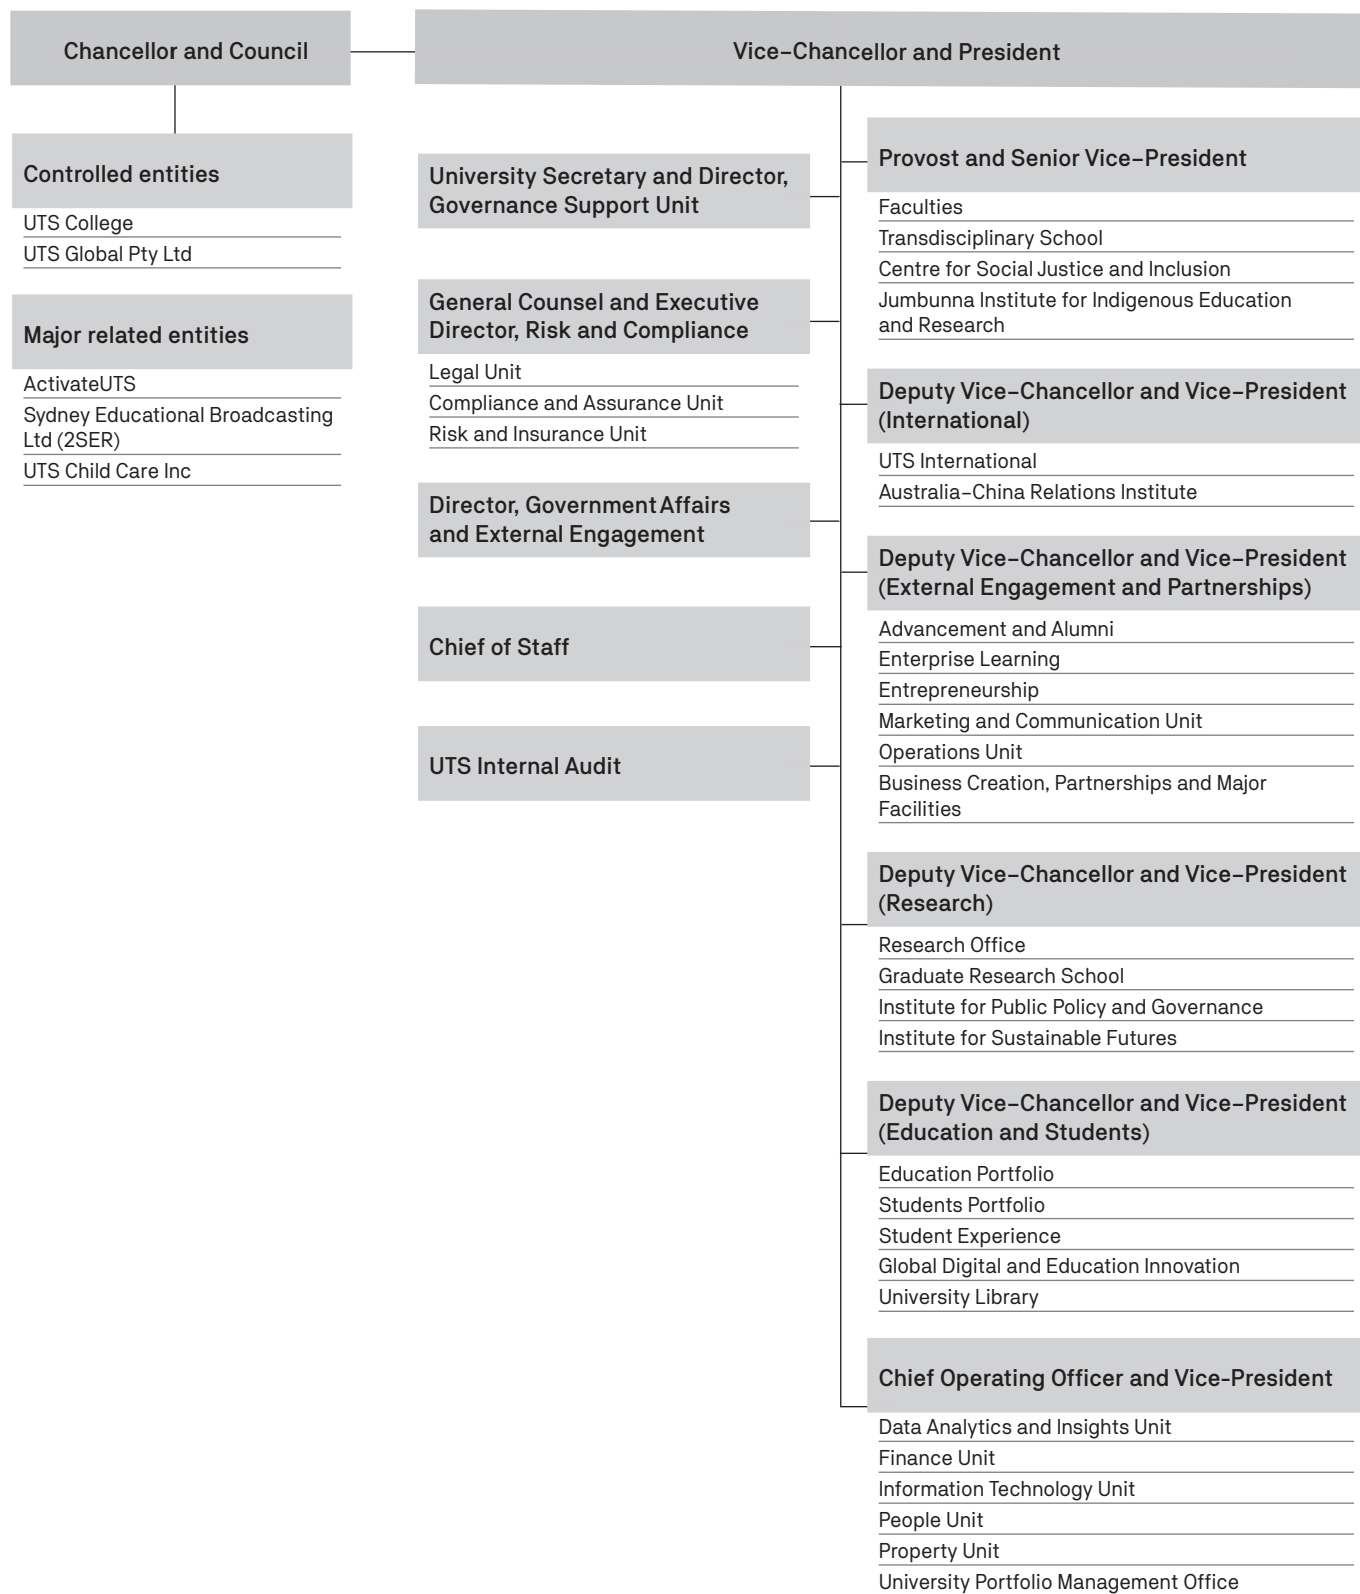 Chancellor and Council
Vice-Chancellor and President
Controlled entities
UTS College
UTS Global Pty Ltd
Major related entities
ActivateUTS
Sydney Educational Broadcasting
Ltd (2SER)
UTS Child Care Inc
University Secretary and Director,
Governance Support Unit
General Counsel and Executive
Director, Risk and Compliance
Legal Unit
Compliance and Assurance Unit
Risk and Insurance Unit
Director, Government Affairs
and External Engagement
Chief of Staff
UTS Internal Audit
Provost and Senior Vice-President
Faculties
Transdisciplinary School
Centre for Social Justice and Inclusion
Jumbunna Institute for Indigenous Education
and Research
Deputy Vice-Chancellor and Vice-President
(International)
UTS International
Australia-China Relations Institute
Deputy Vice-Chancellor and Vice-President
(External Engagement and Partnerships)
Advancement and Alumni
Enterprise Learning
Entrepreneurship
Marketing and Communication Unit
Operations Unit
Business Creation, Partnerships and Major
Facilities
Deputy Vice-Chancellor and Vice-President
(Research)
Research Office
Graduate Research School
Institute for Public Policy and Governance
Institute for Sustainable Futures
Deputy Vice-Chancellor and Vice-President
(Education and Students)
Education Portfolio
Students Portfolio
Student Experience
Global Digital and Education Innovation
University Library
Chief Operating Officer and Vice-President
Data Analytics and Insights Unit
Finance Unit
Information Technology Unit
People Unit
Property Unit
University Portfolio Management Office